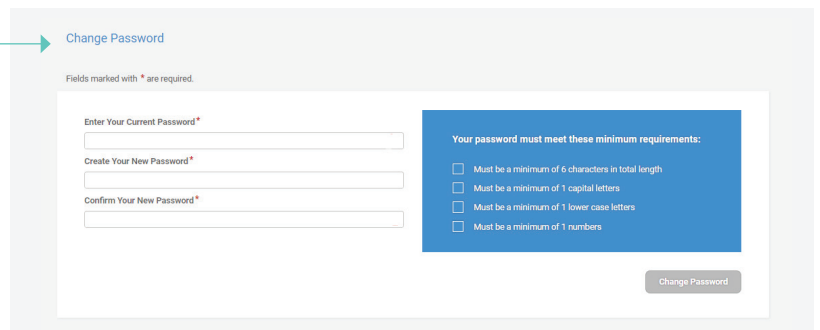 Change Password
Fields marked with * are required.
Enter Your Current Password*
Create Your New Password*
Confirm Your New Password*
Your password must meet these minimum requirements:
Must be a minimum of 6 characters in total length
Must be a minimum of 1 capital letters
Must be a minimum of 1 lower case letters
Must be a minimum of 1 numbers
Change Password